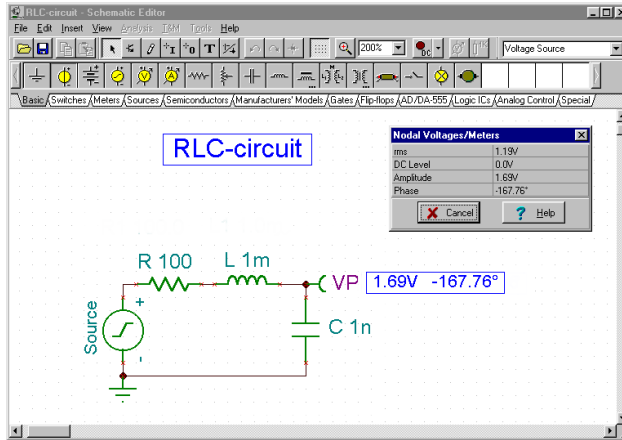 RLC-circuit - Schematic Editor
File Edit Insert View Analysis T&M Tools Help
T 200% DC Voltage Source
Basic Switches Meters Sources Semiconductors Manufacturers' Models Gates Flip-flops AD/DA-555 Logic ICs Analog Control Special
RLC-circuit
Nodal Voltages/Meters
rms 1.19V
DC Level 0.0V
Amplitude 1.69V
Phase -167.76°
Cancel ? Help
R 100 L 1m
VP 1.69V -167.76°
+
Source
C 1n
-